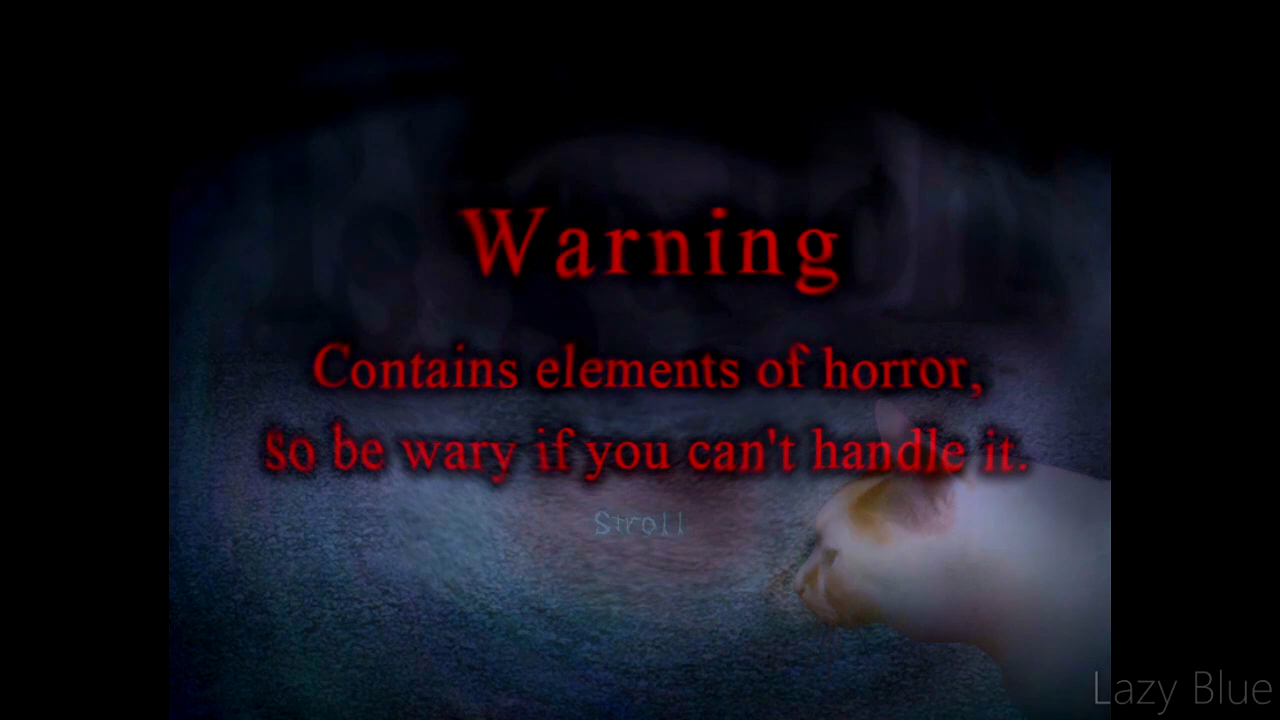 Warning
Contains elements of horror,
so be wary if you can't handle it.
Stroll
Lazy Blue